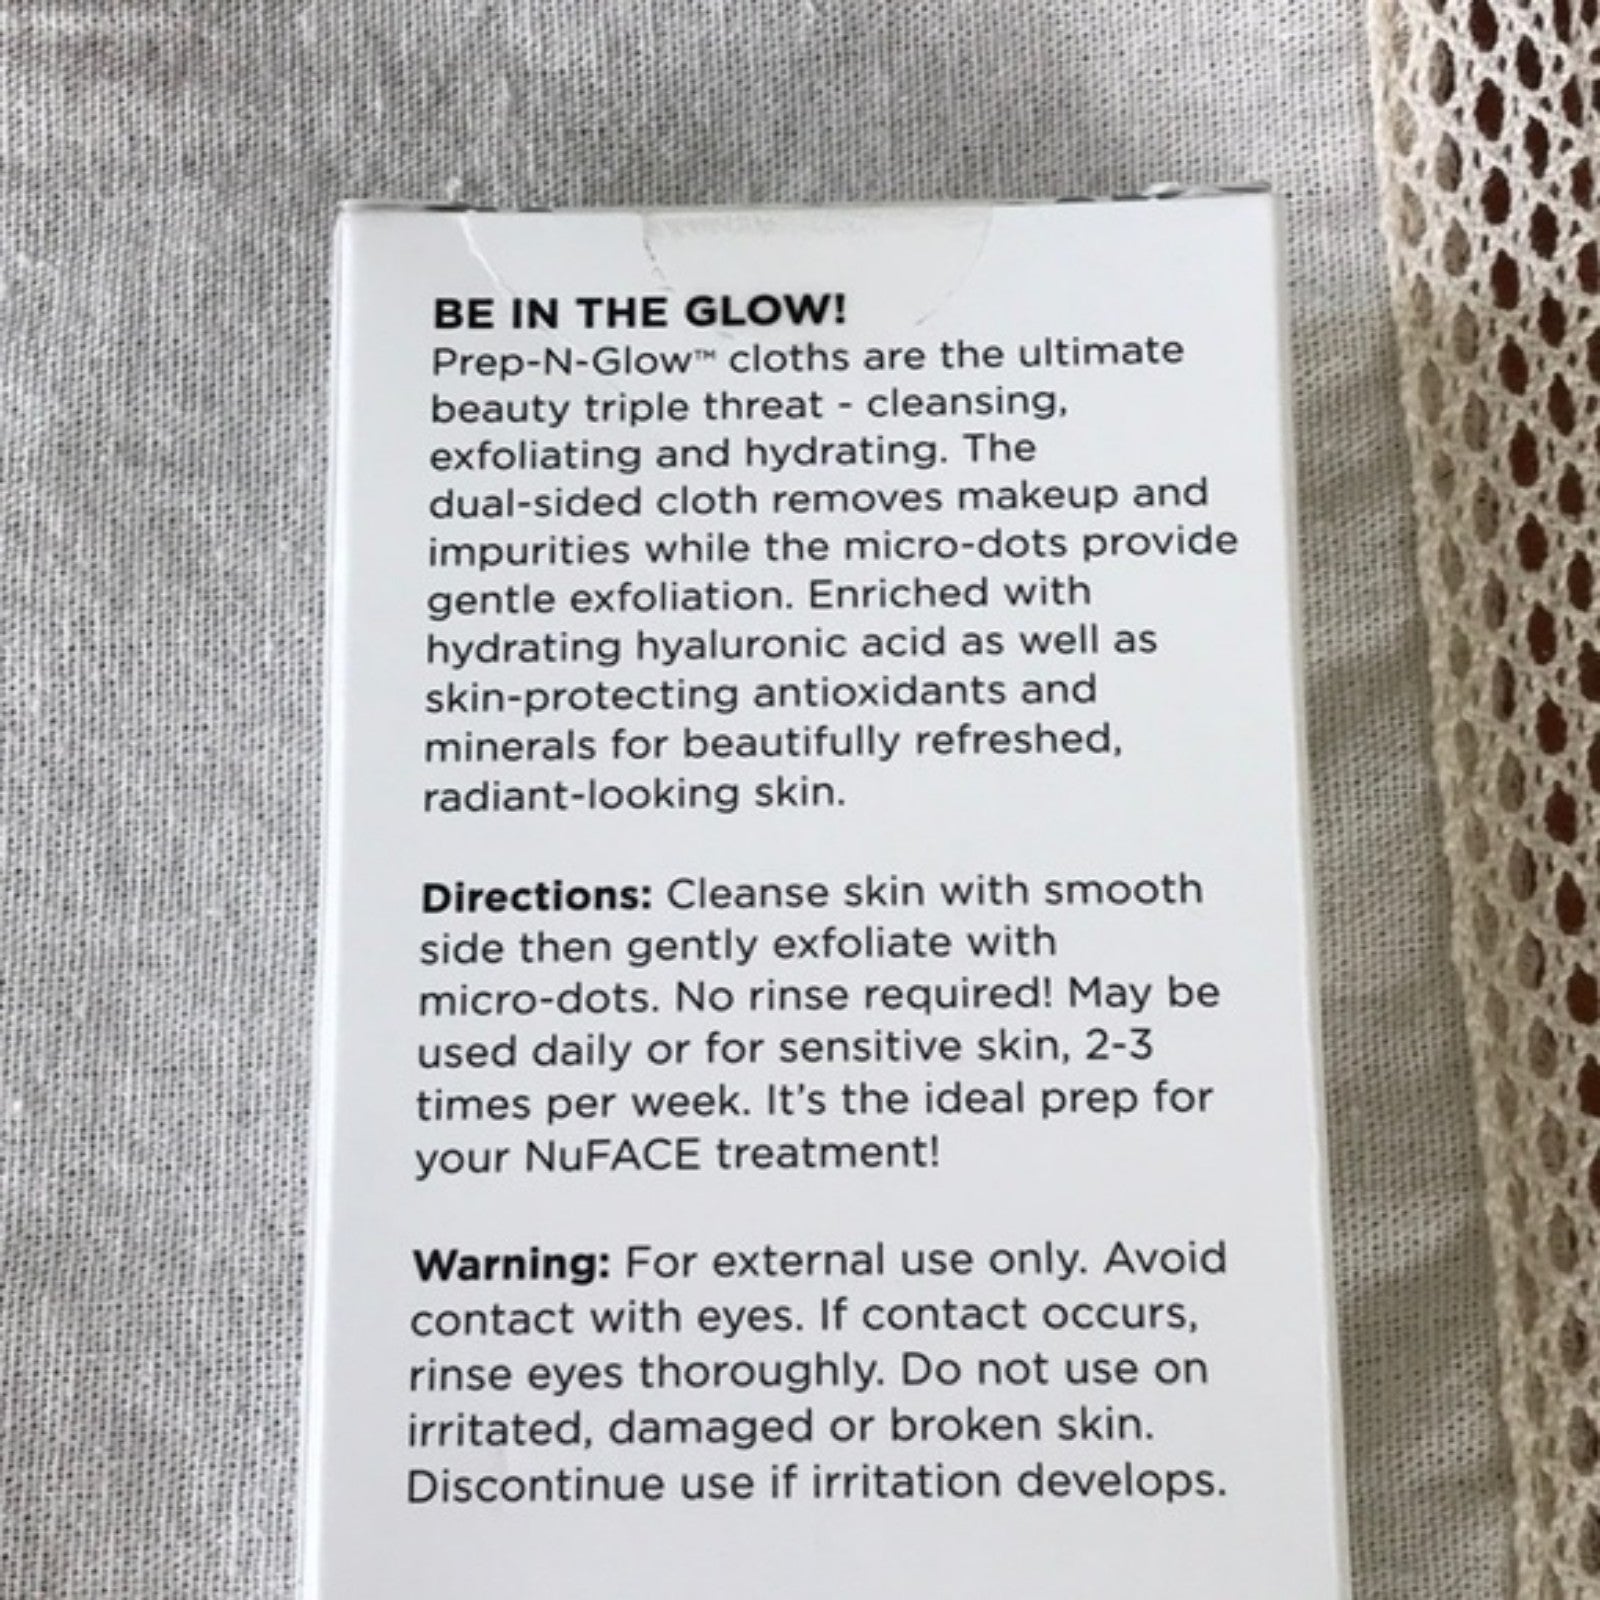 BE IN THE GLOW!
Prep-N-Glow™ cloths are the ultimate
beauty triple threat - cleansing,
exfoliating and hydrating. The
dual-sided cloth removes makeup and
impurities while the micro-dots provide
gentle exfoliation. Enriched with
hydrating hyaluronic acid as well as
skin-protecting antioxidants and
minerals for beautifully refreshed,
radiant-looking skin.
Directions: Cleanse skin with smooth
side then gently exfoliate with
micro-dots. No rinse required! May be
used daily or for sensitive skin, 2-3
times per week. It's the ideal prep for
your NuFACE treatment!
Warning: For external use only. Avoid
contact with eyes. If contact occurs,
rinse eyes thoroughly. Do not use on
irritated, damaged or broken skin.
Discontinue use if irritation develops.